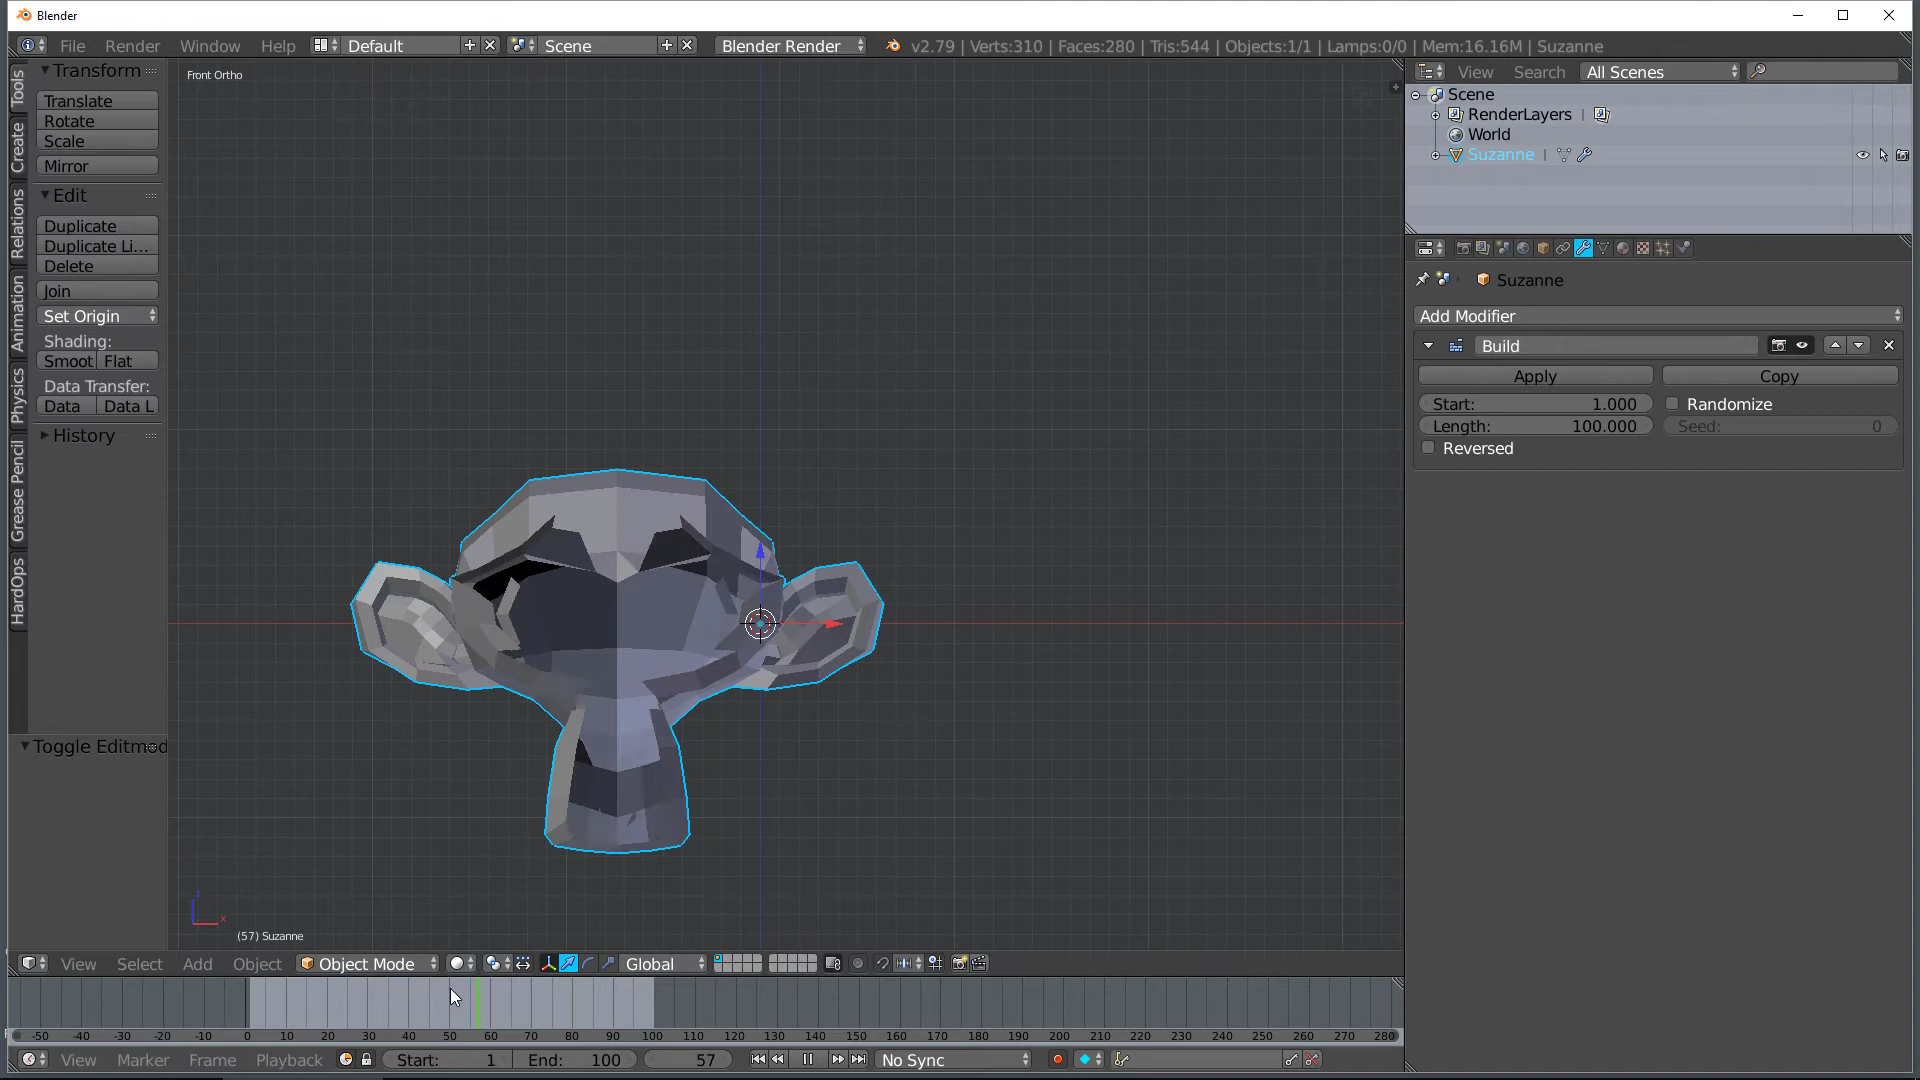 Blender
File Render Window Help Default Scene Blender Render v2.79 | Verts:310 | Faces:280 | Tris:544 | Objects:1/1 | Lamps:0/0 | Mem:16.16M | Suzanne
Tools
Create
Relations
Animation
Physics
Grease Pencil
HardOps
Transform
Translate
Rotate
Scale
Mirror
Edit
Duplicate
Duplicate Li...
Delete
Join
Set Origin
Shading:
Smoot Flat
Data Transfer:
Data Data L
History
Toggle Editmod
Front Ortho
z
x
(57) Suzanne
View Search All Scenes
Scene
RenderLayers |
World
Suzanne |
Suzanne
Add Modifier
Build
Apply Copy
Start: 1.000 Randomize
Length: 100.000 Seed: 0
Reversed
View Select Add Object Object Mode Global
-50 -40 -30 -20 -10 0 10 20 30 40 50 60 70 80 90 100 110 120 130 140 150 160 170 180 190 200 210 220 230 240 250 260 270 280
View Marker Frame Playback Start: 1 End: 100 57 No Sync